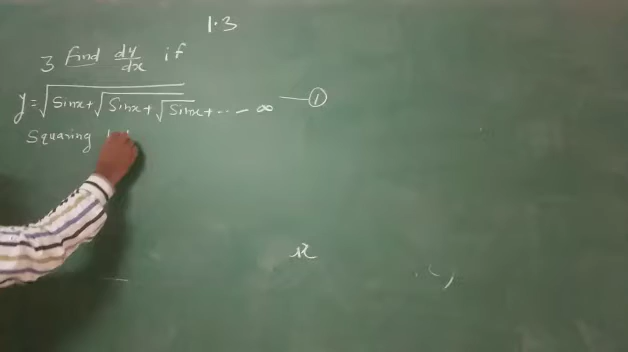 1.3
3 Find dy/dx if
y = √Sinx + √Sinx + √Sinx + ... - ∞ — ①
Squaring
x